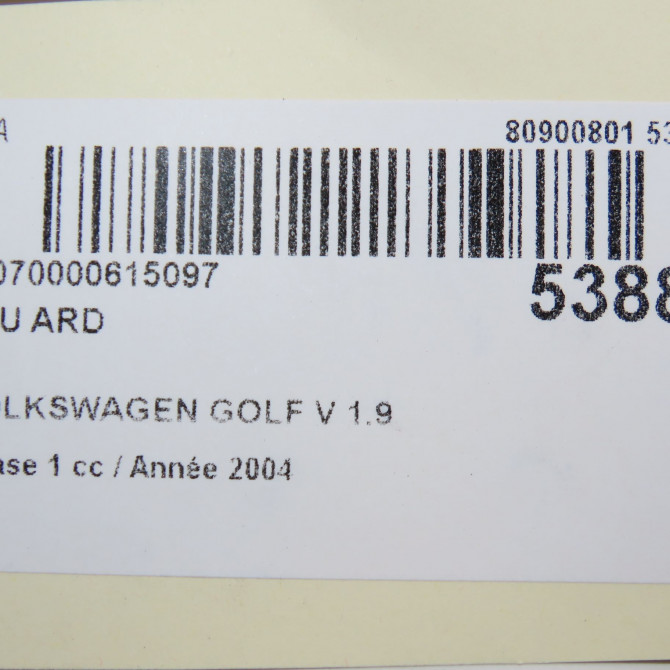 A 80900801 53
070000615097 5388
U ARD
LKSWAGEN GOLF V 1.9
ase 1 cc / Année 2004